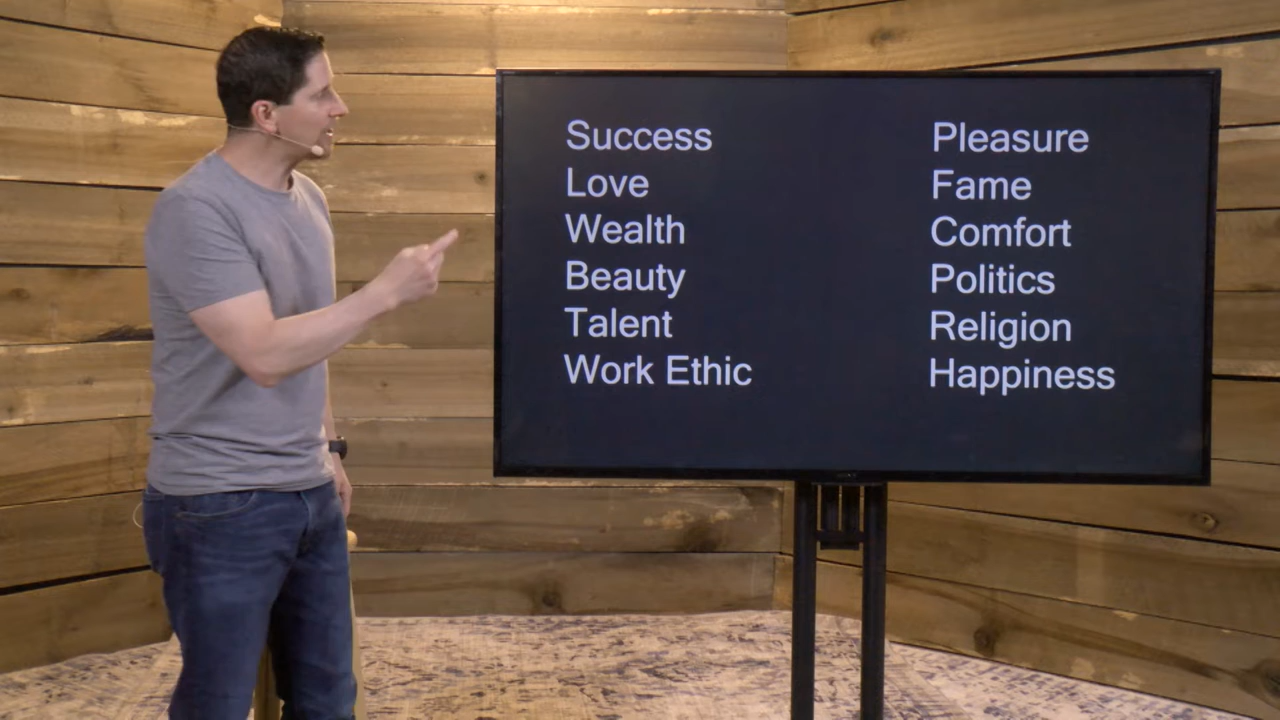 Success
Love
Wealth
Beauty
Talent
Work Ethic
Pleasure
Fame
Comfort
Politics
Religion
Happiness